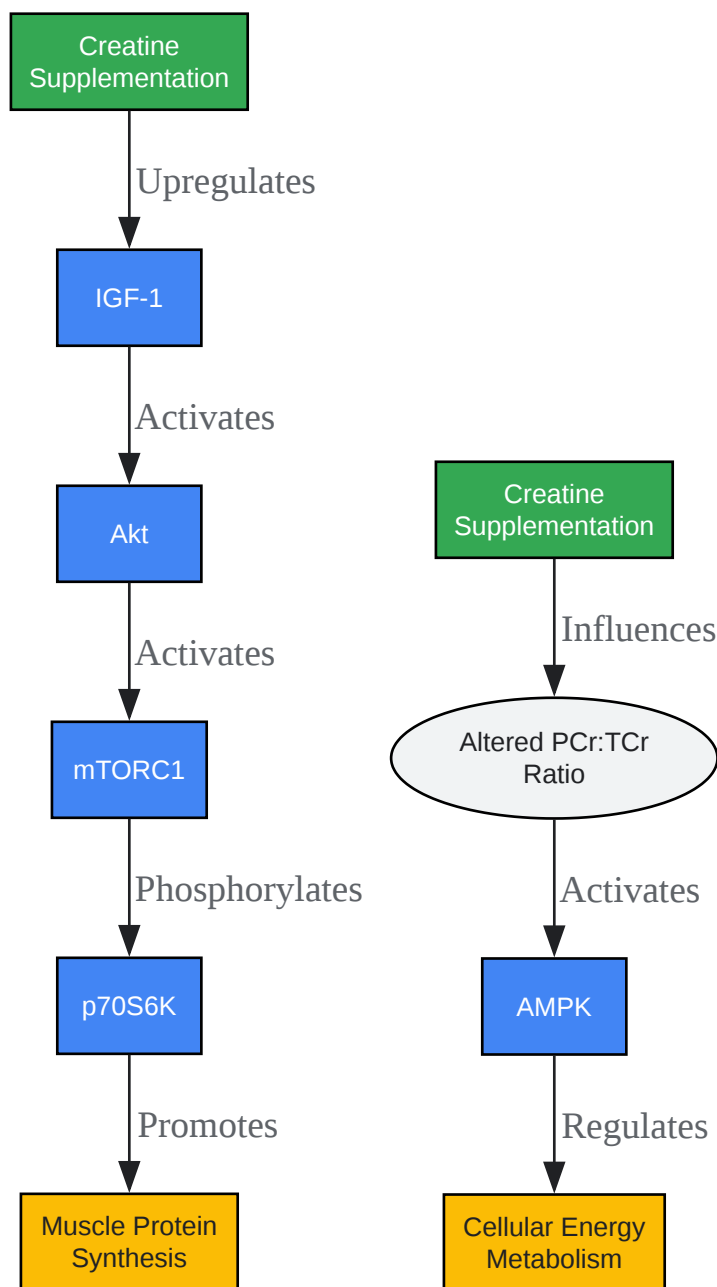 Creatine
Supplementation
Upregulates
IGF-1
Activates
Akt
Activates
mTORC1
Phosphorylates
p70S6K
Promotes
Muscle Protein
Synthesis
Creatine
Supplementation
Influences
Altered PCr:TCr
Ratio
Activates
AMPK
Regulates
Cellular Energy
Metabolism